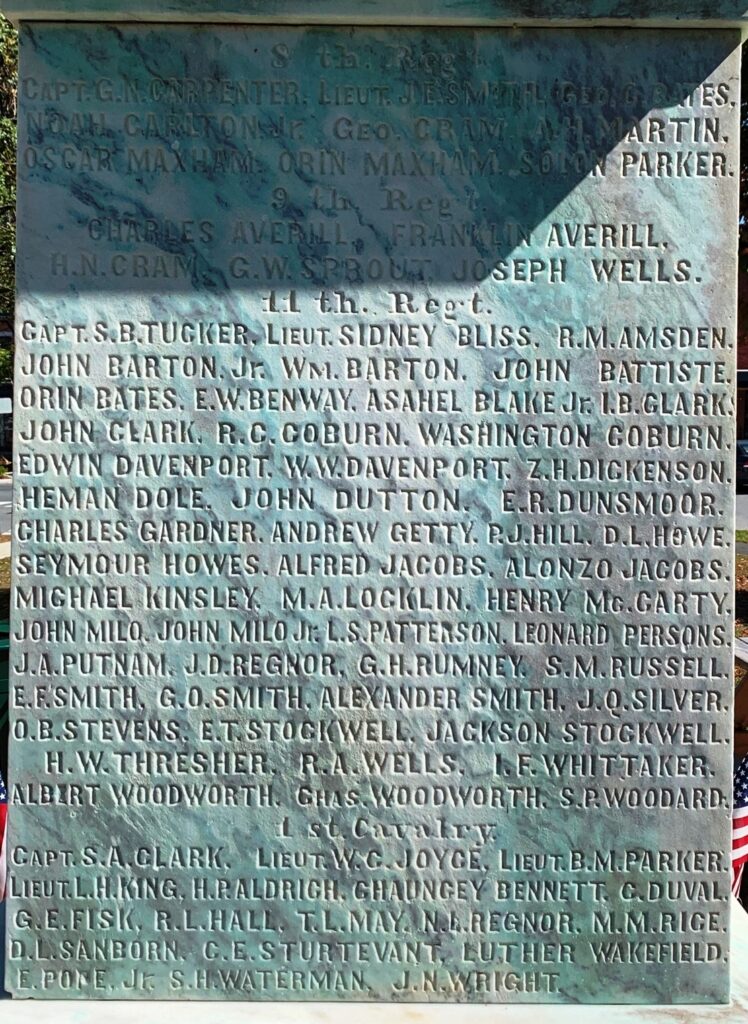 8 th. Regt.
CAPT. G.N. CARPENTER. LIEUT. J.E. SMITH. GEO. G. BATES.
NOAH CARLTON Jr. GEO. CRAM. A.H. MARTIN.
OSCAR MAXHAM. ORIN MAXHAM. SOLON PARKER.
9 th. Regt.
CHARLES AVERILL. FRANKLIN AVERILL.
H.N. CRAM. G.W. SPROUT. JOSEPH WELLS.
11 th. Regt.
CAPT. S.B. TUCKER. LIEUT. SIDNEY BLISS. R.M. AMSDEN.
JOHN BARTON. Jr. WM. BARTON. JOHN BATTISTE.
ORIN BATES. E.W. BENWAY. ASAHEL BLAKE Jr. I.B. CLARK.
JOHN CLARK. R.C. COBURN. WASHINGTON COBURN.
EDWIN DAVENPORT. W.W. DAVENPORT. Z.H. DICKENSON.
HEMAN DOLE. JOHN DUTTON. E.R. DUNSMOOR.
CHARLES GARDNER. ANDREW GETTY. P.J. HILL. D.L. HOWE.
SEYMOUR HOWES. ALFRED JACOBS. ALONZO JACOBS.
MICHAEL KINSLEY. M.A. LOCKLIN. HENRY Mc. CARTY.
JOHN MILO. JOHN MILO Jr. L.S. PATTERSON. LEONARD PERSONS.
J.A. PUTNAM. J.D. REGNOR. G.H. RUMNEY. S.M. RUSSELL.
E.F. SMITH. G.O. SMITH. ALEXANDER SMITH. J.Q. SILVER.
O.B. STEVENS. E.T. STOCKWELL. JACKSON STOCKWELL.
H.W. THRESHER. R.A. WELLS. I.F. WHITTAKER.
ALBERT WOODWORTH. CHAS. WOODWORTH. S.P. WOODARD.
1 st. Cavalry.
CAPT. S.A. CLARK. LIEUT. W.C. JOYCE. LIEUT. B.M. PARKER.
LIEUT. L.H. KING. H.P. ALDRICH. CHAUNCEY BENNETT. C. DUVAL.
G.E. FISK. R.L. HALL. T.L. MAY. REGNOR. M.M. RICE.
D.L. SANBORN. C.E. STURTEVANT. LUTHER WAKEFIELD.
E. POPE, Jr. S.H. WATERMAN. J.N. WRIGHT.